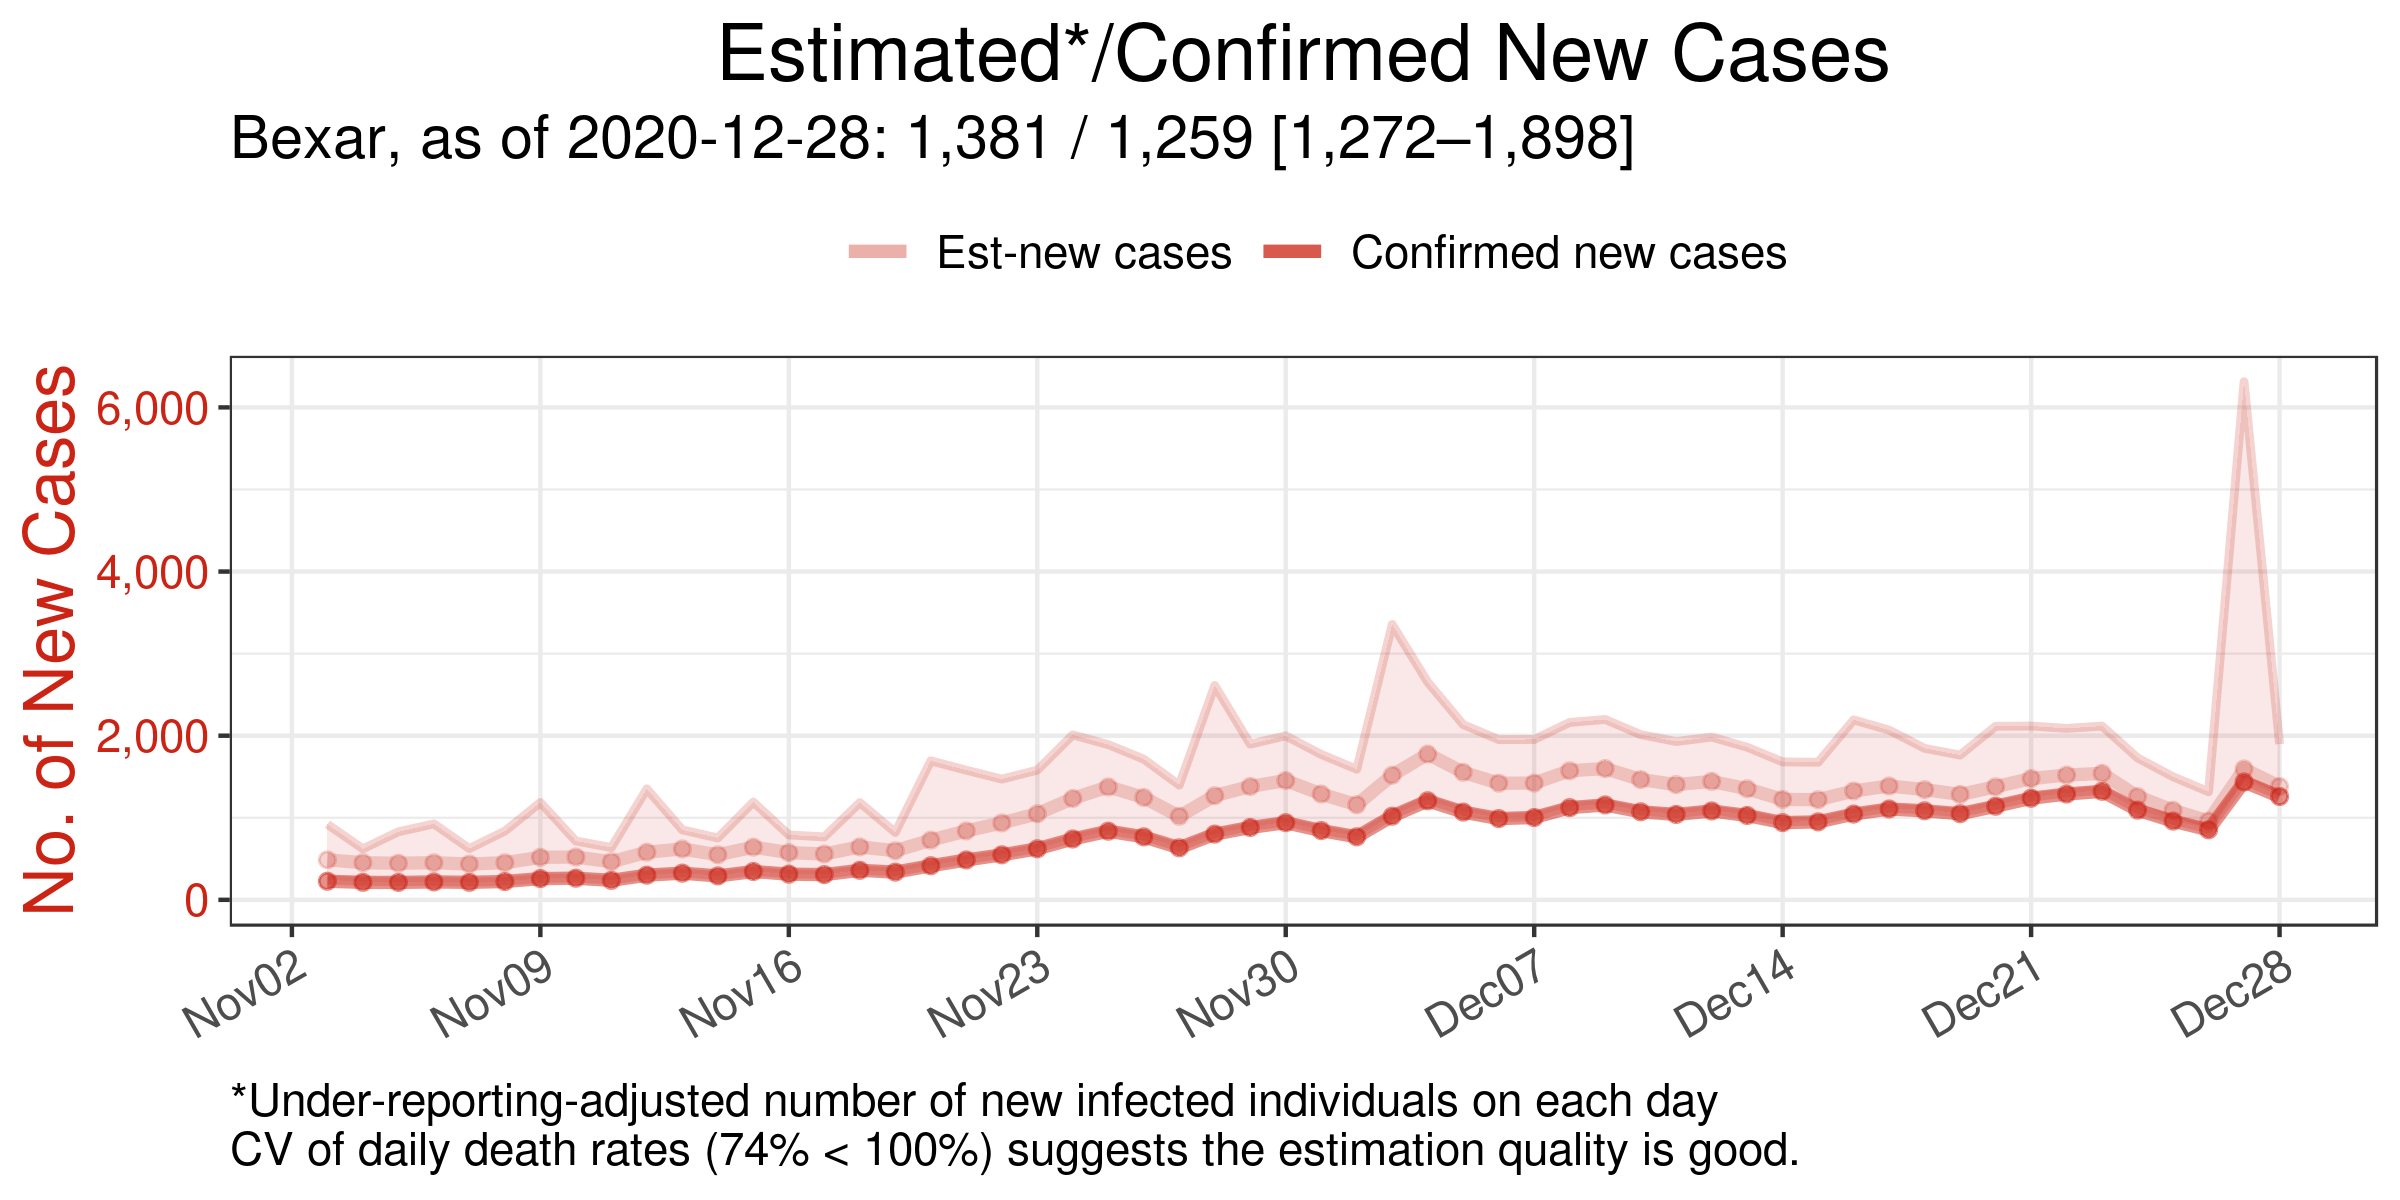 Estimated*/Confirmed New Cases
Bexar, as of 2020-12-28: 1,381 / 1,259 [1,272–1,898]
Est-new cases Confirmed new cases
No. of New Cases
6,000
4,000
2,000
0
Nov02 Nov09 Nov16 Nov23 Nov30 Dec07 Dec14 Dec21 Dec28
*Under-reporting-adjusted number of new infected individuals on each day
CV of daily death rates (74% < 100%) suggests the estimation quality is good.